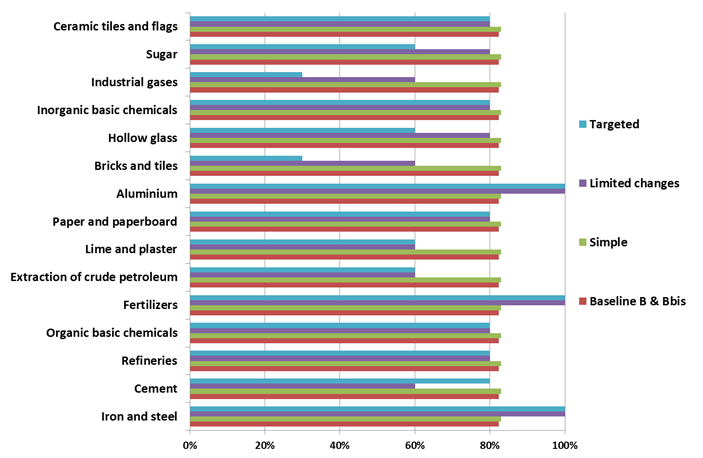 Ceramic tiles and flags
Sugar
Industrial gases
Inorganic basic chemicals
Hollow glass
Bricks and tiles
Aluminium
Paper and paperboard
Lime and plaster
Extraction of crude petroleum
Fertilizers
Organic basic chemicals
Refineries
Cement
Iron and steel
0% 20% 40% 60% 80% 100%
Targeted
Limited changes
Simple
Baseline B & Bbis